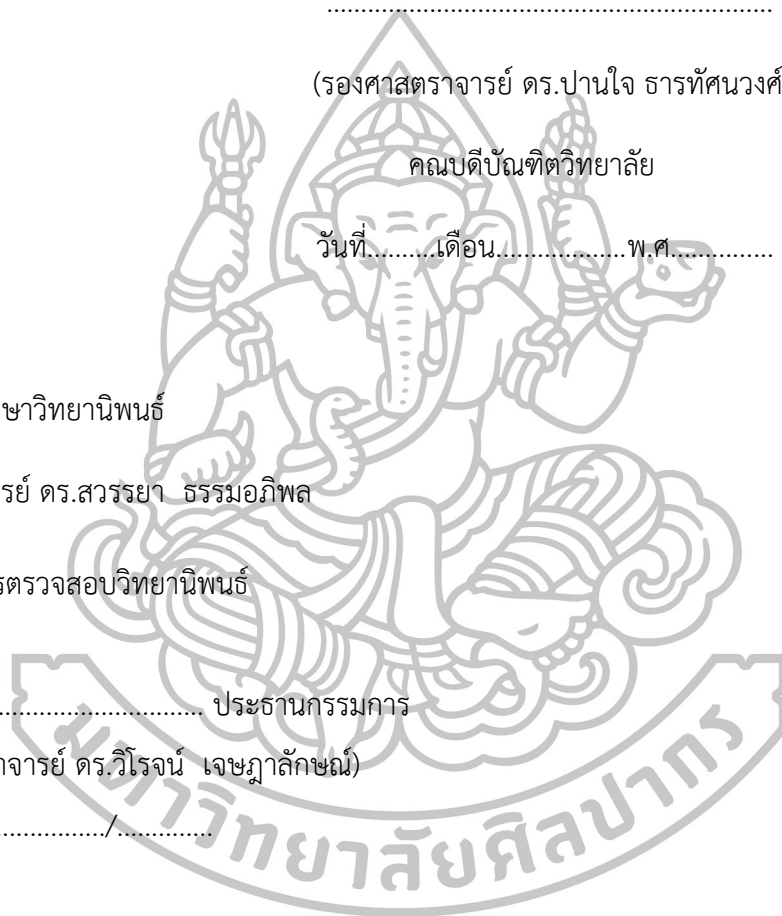 ................................................................
(รองศาสตราจารย์ ดร.ปานใจ ธารทัศนวงศ์
คณบดีบัณฑิตวิทยาลัย
วันที่..........เดือน...................พ.ศ...............
ษาวิทยานิพนธ์
รย์ ดร.สวรรยา ธรรมอภิพล
รตรวจสอบวิทยานิพนธ์
.............................. ประธานกรรมการ
าจารย์ ดร.วิโรจน์ เจษฎาลักษณ์)
................/..............
มหาวิทยาลัยศิลปากร